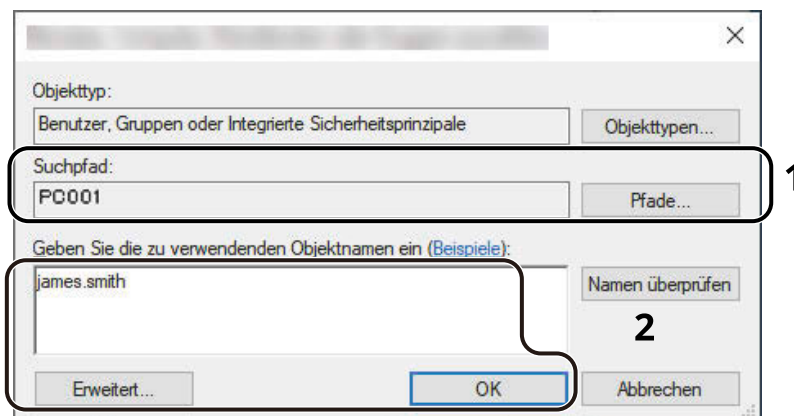 Objekttyp:
Benutzer, Gruppen oder Integrierte Sicherheitsprinzipale
Objekttypen...
Suchpfad:
PC001
Pfade...
1
Geben Sie die zu verwendenden Objektnamen ein (Beispiele):
james.smith
Namen überprüfen
2
Erweitert...
OK
Abbrechen